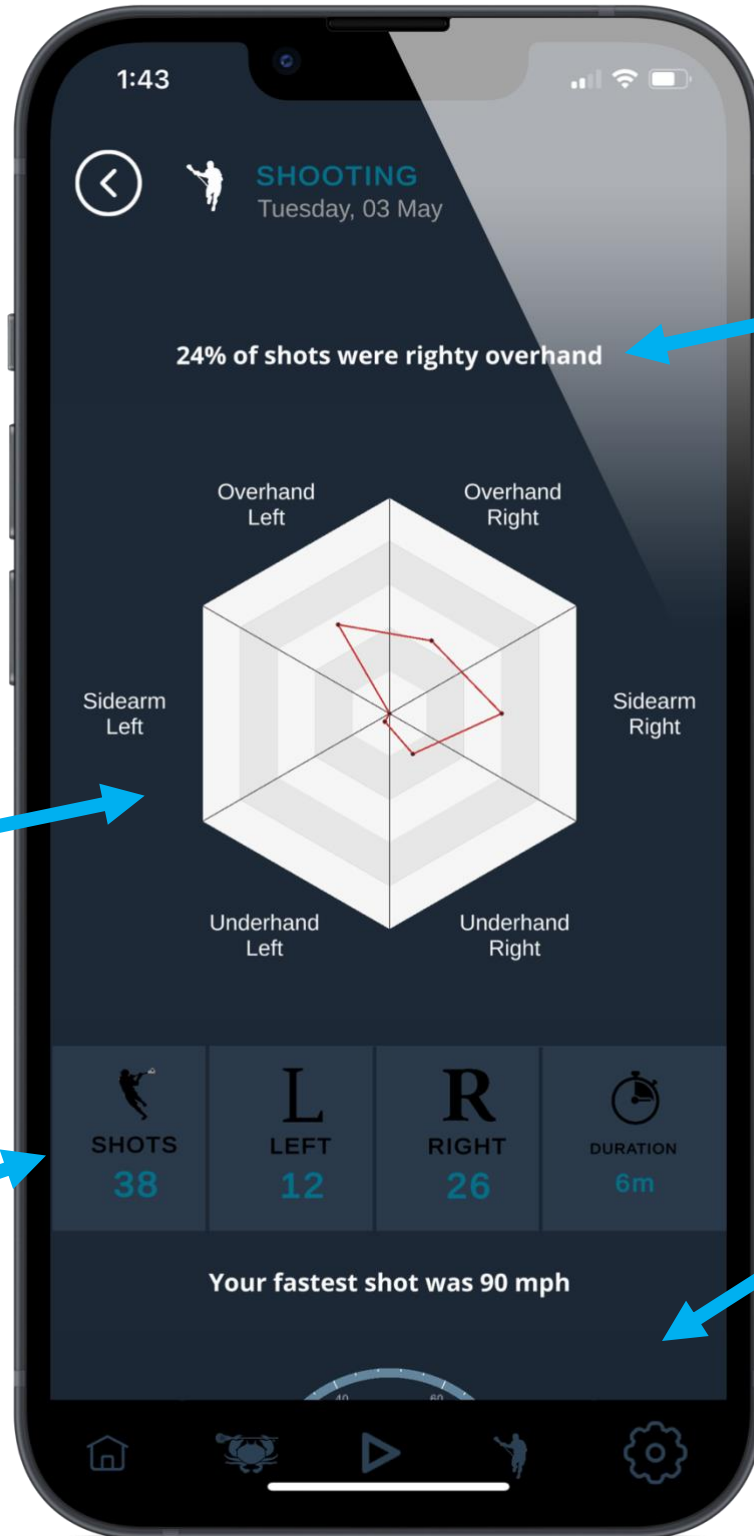 1:43
SHOOTING
Tuesday, 03 May
24% of shots were righty overhand
Overhand
Left
Overhand
Right
Sidearm
Left
Sidearm
Right
Underhand
Left
Underhand
Right
L
LEFT
R
RIGHT
SHOTS
DURATION
38
12
26
6m
Your fastest shot was 90 mph
40
60